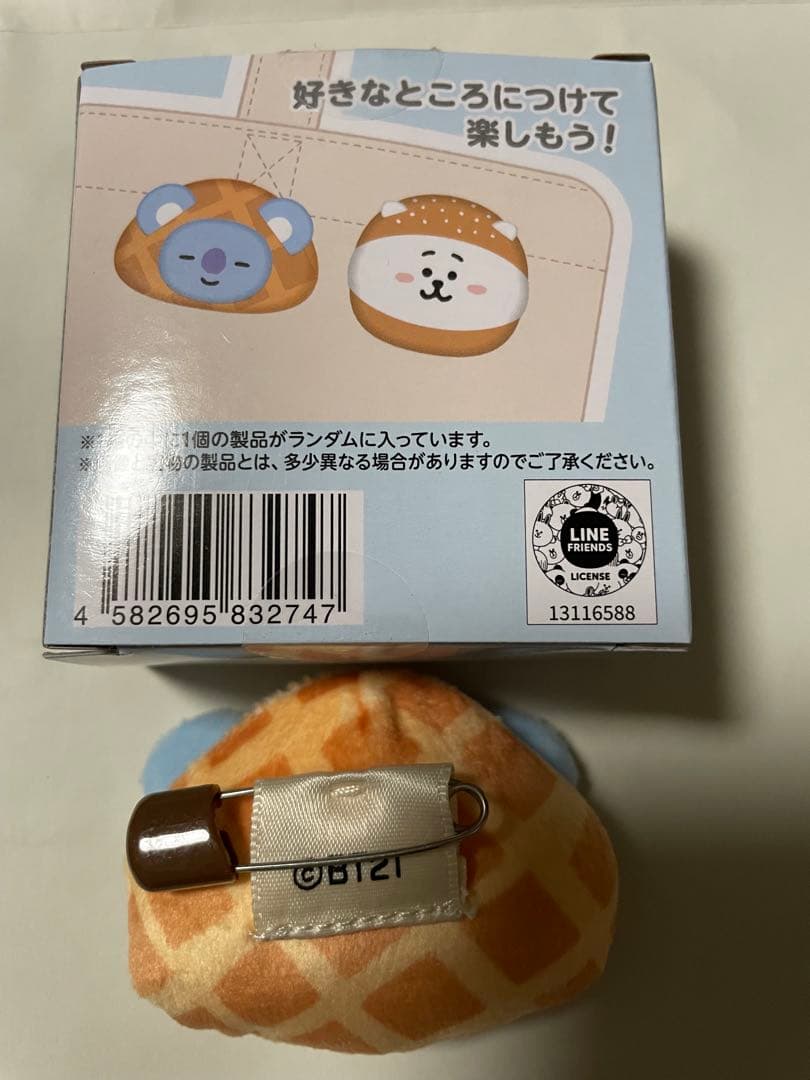 好きなところにつけて
楽しもう!
の中に1個の製品がランダムに入っています。
の製品とは、多少異なる場合がありますのでご了承ください。
4 582695 832747
LINE
FRIENDS
LICENSE
13116588
©BT21